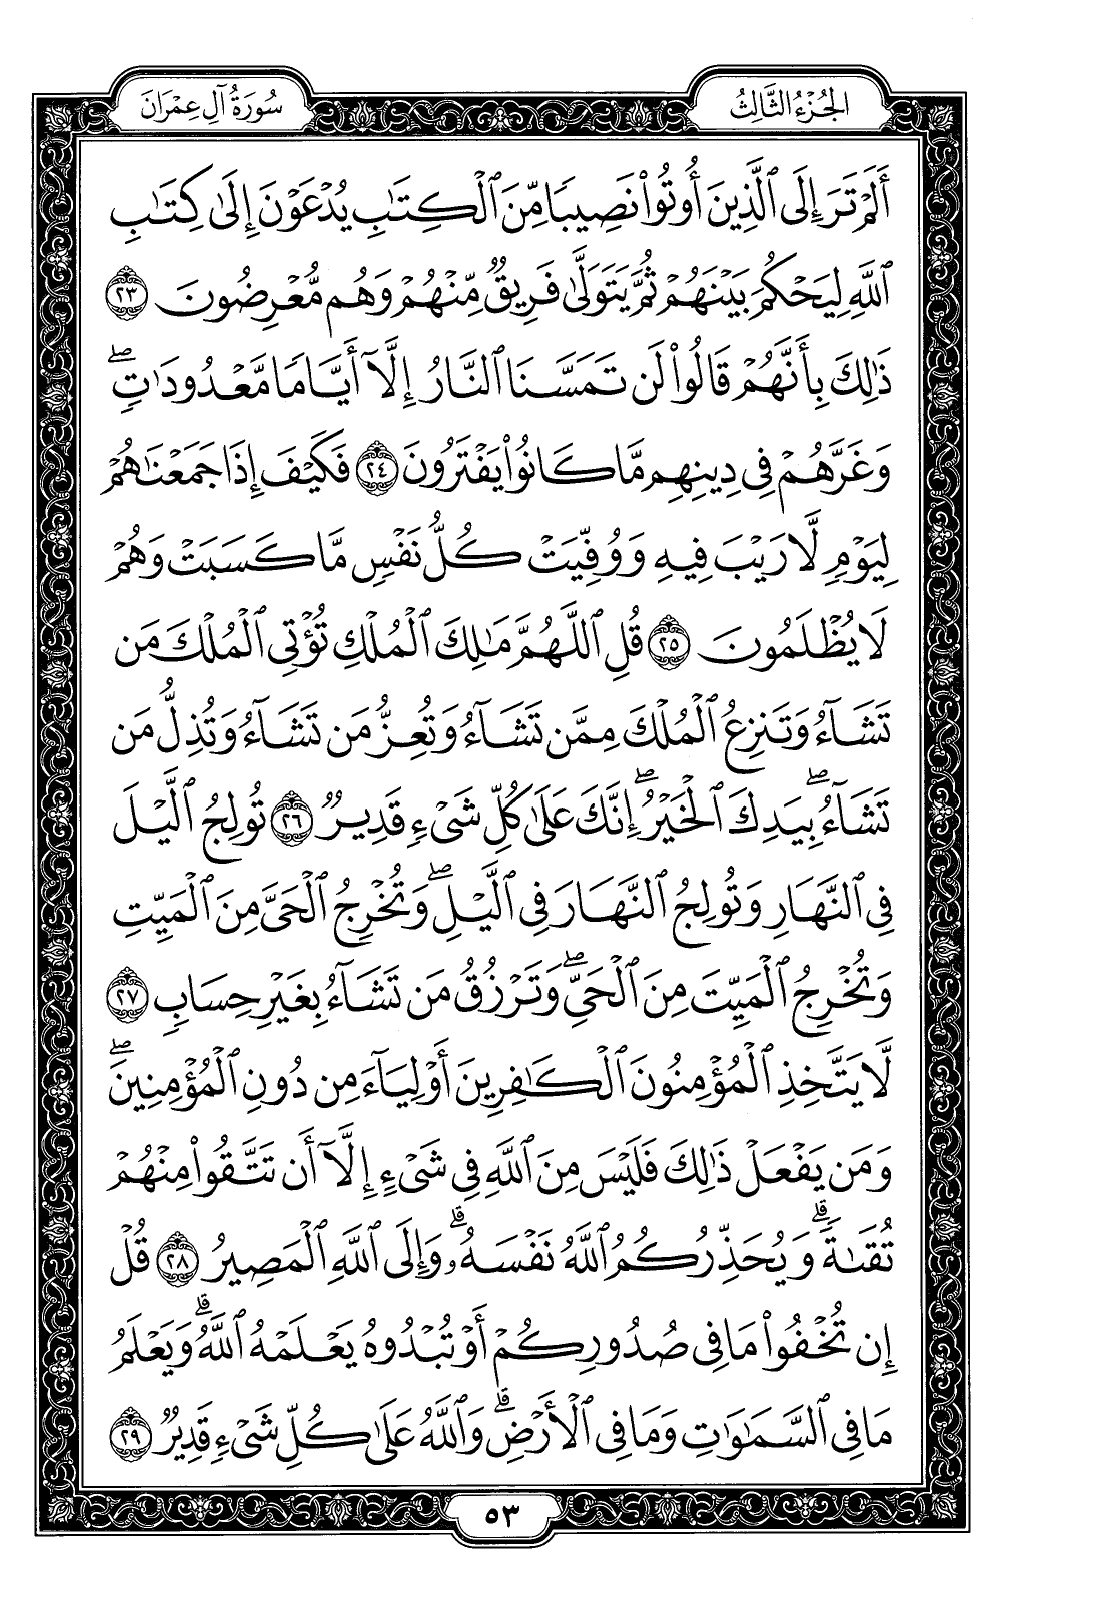 الجُزْءُ الثَّالِثُ
سُورَةُ آلِ عِمْرَانَ
أَلَمْ تَرَ إِلَى ٱلَّذِينَ أُوتُوا۟ نَصِيبًا مِّنَ ٱلْكِتَـٰبِ يُدْعَوْنَ إِلَىٰ كِتَـٰبِ
ٱللَّهِ لِيَحْكُمَ بَيْنَهُمْ ثُمَّ يَتَوَلَّىٰ فَرِيقٌ مِّنْهُمْ وَهُم مُّعْرِضُونَ ٢٣
ذَٰلِكَ بِأَنَّهُمْ قَالُوا۟ لَن تَمَسَّنَا ٱلنَّارُ إِلَّآ أَيَّامًا مَّعْدُودَٰتٍ ۖ
وَغَرَّهُمْ فِى دِينِهِم مَّا كَانُوا۟ يَفْتَرُونَ ٢٤ فَكَيْفَ إِذَا جَمَعْنَـٰهُمْ
لِيَوْمٍ لَّا رَيْبَ فِيهِ وَوُفِّيَتْ كُلُّ نَفْسٍ مَّا كَسَبَتْ وَهُمْ
لَا يُظْلَمُونَ ٢٥ قُلِ ٱللَّهُمَّ مَـٰلِكَ ٱلْمُلْكِ تُؤْتِى ٱلْمُلْكَ مَن
تَشَآءُ وَتَنزِعُ ٱلْمُلْكَ مِمَّن تَشَآءُ وَتُعِزُّ مَن تَشَآءُ وَتُذِلُّ مَن
تَشَآءُ ۖ بِيَدِكَ ٱلْخَيْرُ ۖ إِنَّكَ عَلَىٰ كُلِّ شَىْءٍ قَدِيرٌ ٢٦ تُولِجُ ٱلَّيْلَ
فِى ٱلنَّهَارِ وَتُولِجُ ٱلنَّهَارَ فِى ٱلَّيْلِ ۖ وَتُخْرِجُ ٱلْحَىَّ مِنَ ٱلْمَيِّتِ
وَتُخْرِجُ ٱلْمَيِّتَ مِنَ ٱلْحَىِّ ۖ وَتَرْزُقُ مَن تَشَآءُ بِغَيْرِ حِسَابٍ ٢٧
لَّا يَتَّخِذِ ٱلْمُؤْمِنُونَ ٱلْكَـٰفِرِينَ أَوْلِيَآءَ مِن دُونِ ٱلْمُؤْمِنِينَ ۖ
وَمَن يَفْعَلْ ذَٰلِكَ فَلَيْسَ مِنَ ٱللَّهِ فِى شَىْءٍ إِلَّآ أَن تَتَّقُوا۟ مِنْهُمْ
تُقَىٰةً ۗ وَيُحَذِّرُكُمُ ٱللَّهُ نَفْسَهُۥ ۗ وَإِلَى ٱللَّهِ ٱلْمَصِيرُ ٢٨ قُلْ
إِن تُخْفُوا۟ مَا فِى صُدُورِكُمْ أَوْ تُبْدُوهُ يَعْلَمْهُ ٱللَّهُ ۗ وَيَعْلَمُ
مَا فِى ٱلسَّمَـٰوَٰتِ وَمَا فِى ٱلْأَرْضِ ۗ وَٱللَّهُ عَلَىٰ كُلِّ شَىْءٍ قَدِيرٌ ٢٩
٥٣